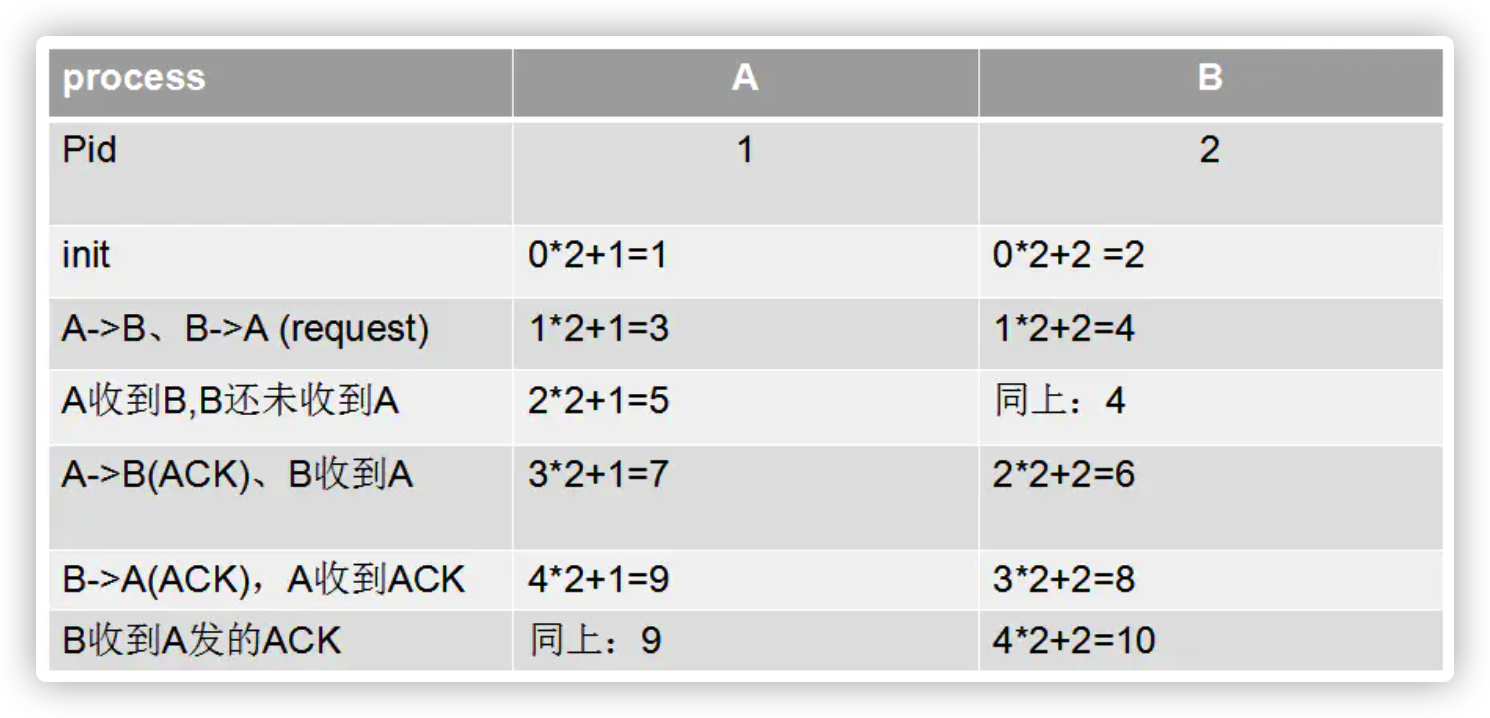 process A B
Pid 1 2
init 0*2+1=1 0*2+2 =2
A->B、B->A (request) 1*2+1=3 1*2+2=4
A收到B,B还未收到A 2*2+1=5 同上：4
A->B(ACK)、B收到A 3*2+1=7 2*2+2=6
B->A(ACK)，A收到ACK 4*2+1=9 3*2+2=8
B收到A发的ACK 同上：9 4*2+2=10